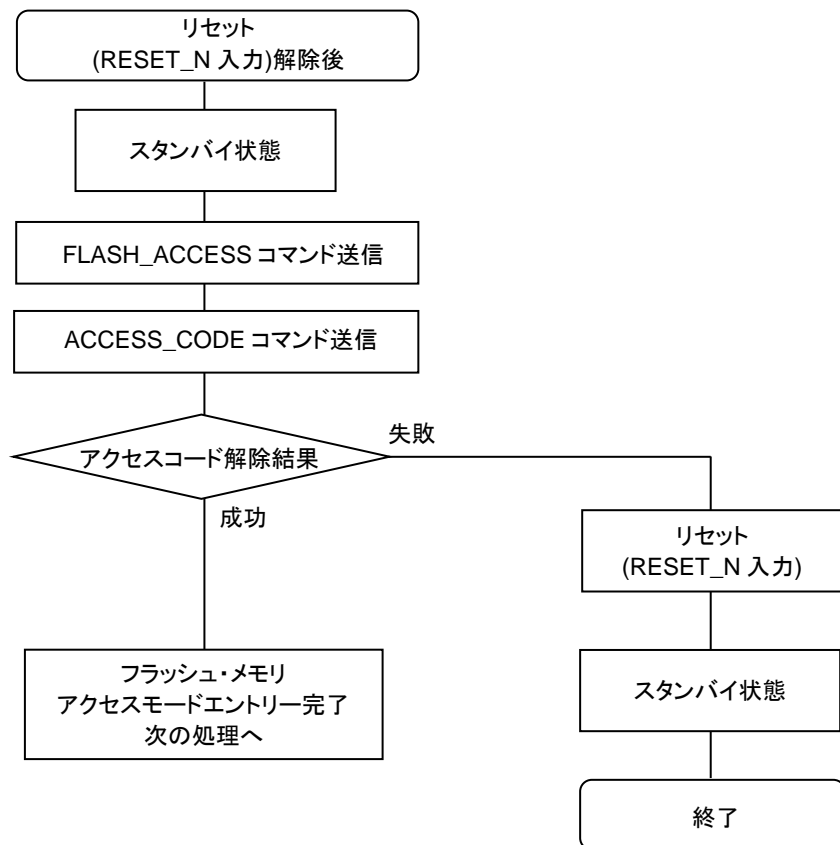 リセット
(RESET_N 入力)解除後
スタンバイ状態
FLASH_ACCESS コマンド送信
ACCESS_CODE コマンド送信
アクセスコード解除結果
失敗
成功
リセット
(RESET_N 入力)
フラッシュ・メモリ
アクセスモードエントリー完了
次の処理へ
スタンバイ状態
終了